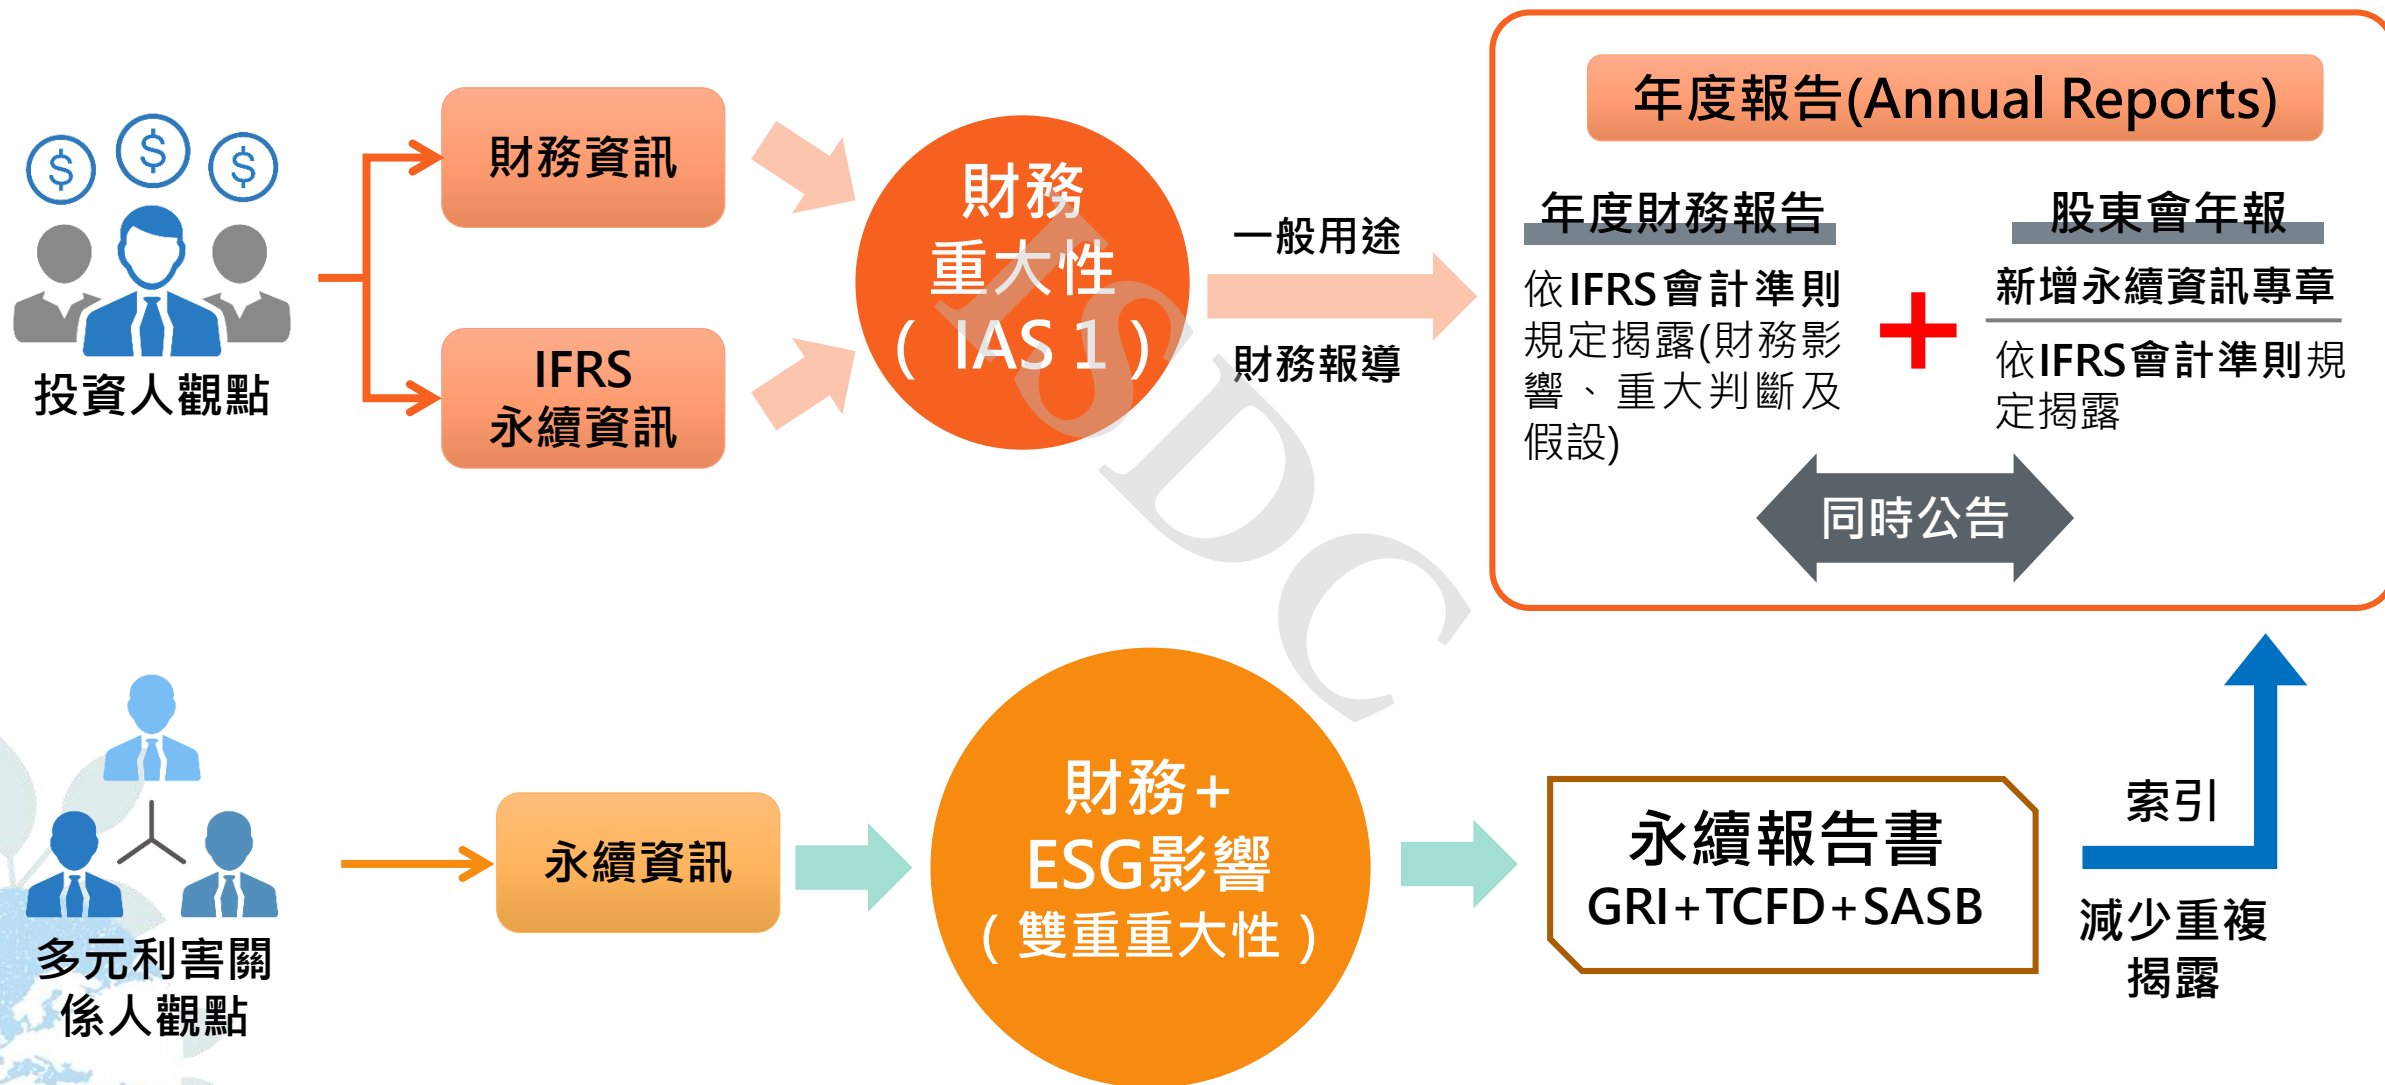 投資人觀點
財務資訊
IFRS
永續資訊
財務
重大性
( IAS 1 )
一般用途
財務報導
年度報告(Annual Reports)
年度財務報告
依IFRS會計準則
規定揭露(財務影
響、重大判斷及
假設)
+
股東會年報
新增永續資訊專章
依IFRS會計準則規
定揭露
同時公告
ISDC
多元利害關
係人觀點
永續資訊
財務+
ESG影響
(雙重重大性)
永續報告書
GRI+TCFD+SASB
索引
減少重複
揭露